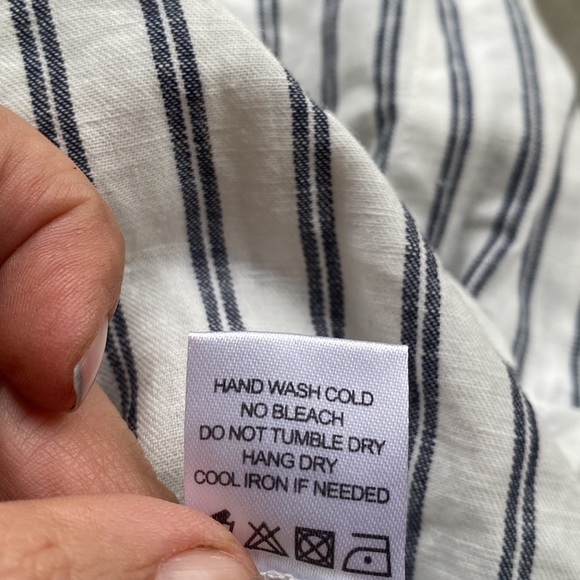 HAND WASH COLD
NO BLEACH
DO NOT TUMBLE DRY
HANG DRY
COOL IRON IF NEEDED